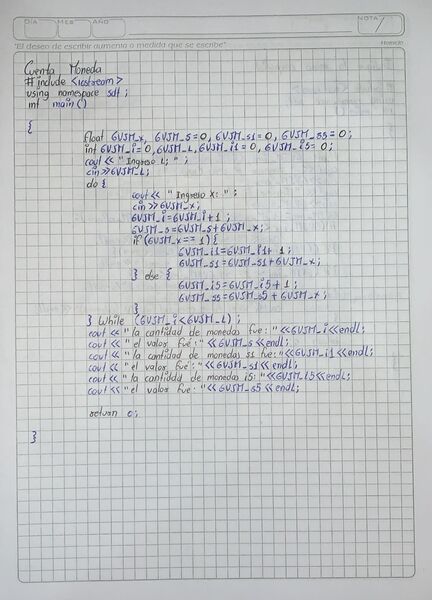 DÍA MES AÑO NOTA
"El deseo de escribir aumenta a medida que se escribe" Horacio
Cuenta Moneda
# include <iostream>
using namespace sdt;
int main()
{
float GVSM_x, GVSM_S=0, GVSM_S1=0, GVSM_S5=0;
int GVSM_i=0, GVSM_L, GVSM_i1=0, GVSM_i5=0;
cout << " Ingreso L; " ;
cin>>GVSM_L;
do {
cout << " Ingreso X: " ;
cin>>GVSM_x;
GVSM_i=GVSM_i+1 ;
GVSM_s=GVSM_s+GVSM_x;
if (GVSM_x== 1) {
GVSM_i1=GVSM_i1+ 1;
GVSM_s1=GVSM_s1+GVSM_x;
} else {
GVSM_i5=GVSM_i5+1;
GVSM_s5=GVSM_s5+GVSM_x;
}
} While (GVSM_i<GVSM_L) ;
cout << " la cantidad de monedas fue: "<<GVSM_i<<endl;
cout << " el valor fué: "<<GVSM_s<<endl;
cout << " la cantidad de monedas s1 fue:"<<GVSM_i1<<endl;
cout << " el valor fue: "<<GVSM_s1<<endl;
cout << " la cantidad de monedas i5: "<<GVSM_i5<<endl;
cout << " el valor fue: "<<GVSM_s5 <<endl;
return 0;
}